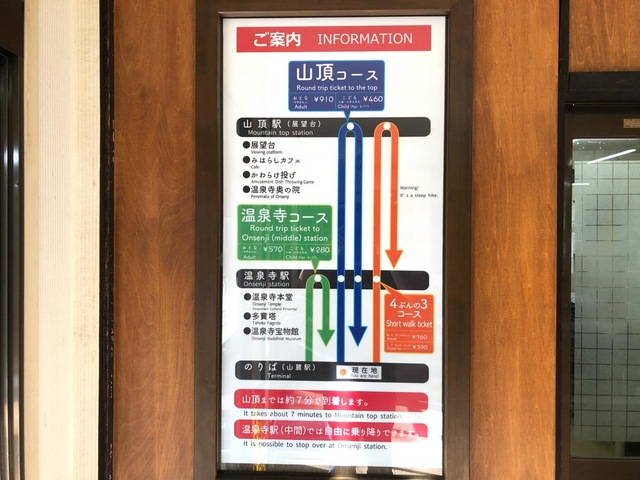 ご案内 INFORMATION
山頂コース
Round trip ticket to the top
おとな ¥910 こども ¥460
Adult Child
山頂駅（展望台）
Mountain top station
●展望台
Viewing platform
●みはらしカフェ
Cafe
●かわらけ投げ
Amusement Dish Throwing Game
●温泉寺奥の院
Penetralia of Onsenji
Warning!
It's a steep hike.
温泉寺コース
Round trip ticket to
Onsenji (middle) station
おとな ¥570 こども ¥280
Adult Child
温泉寺駅
Onsenji station
●温泉寺本堂
Onsenji Temple
●多寳塔
Tahoto Pagoda
●温泉寺宝物館
Onsenji Buddhist Museum
4ぶんの3
コース
Short walk ticket
おとな ¥760
こども ¥390
のりば（山麓駅）
Terminal
現在地
You are here!
山頂までは約7分で到着します。
It takes about 7 minutes to Mountain top station.
温泉寺駅（中間）では自由に乗り降りできます。
It is possible to stop over at Onsenji station.